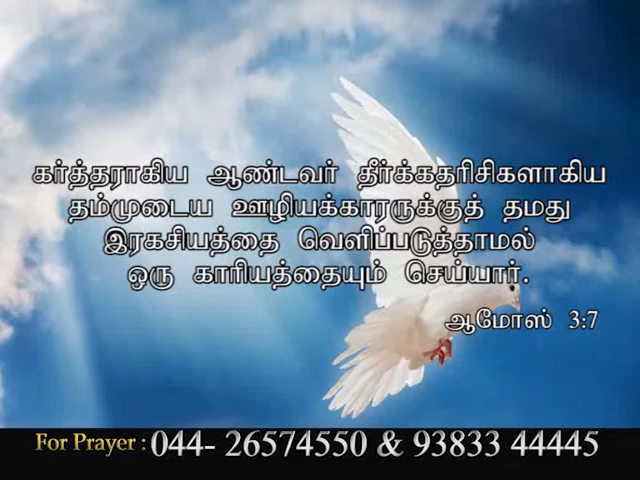 கர்த்தராகிய ஆண்டவர் தீர்க்கதரிசிகளாகிய
தம்முடைய ஊழியக்காரருக்குத் தமது
இரகசியத்தை வெளிப்படுத்தாமல்
ஒரு காரியத்தையும் செய்யார்.
ஆமோஸ் 3:7
For Prayer : 044- 26574550 & 93833 44445